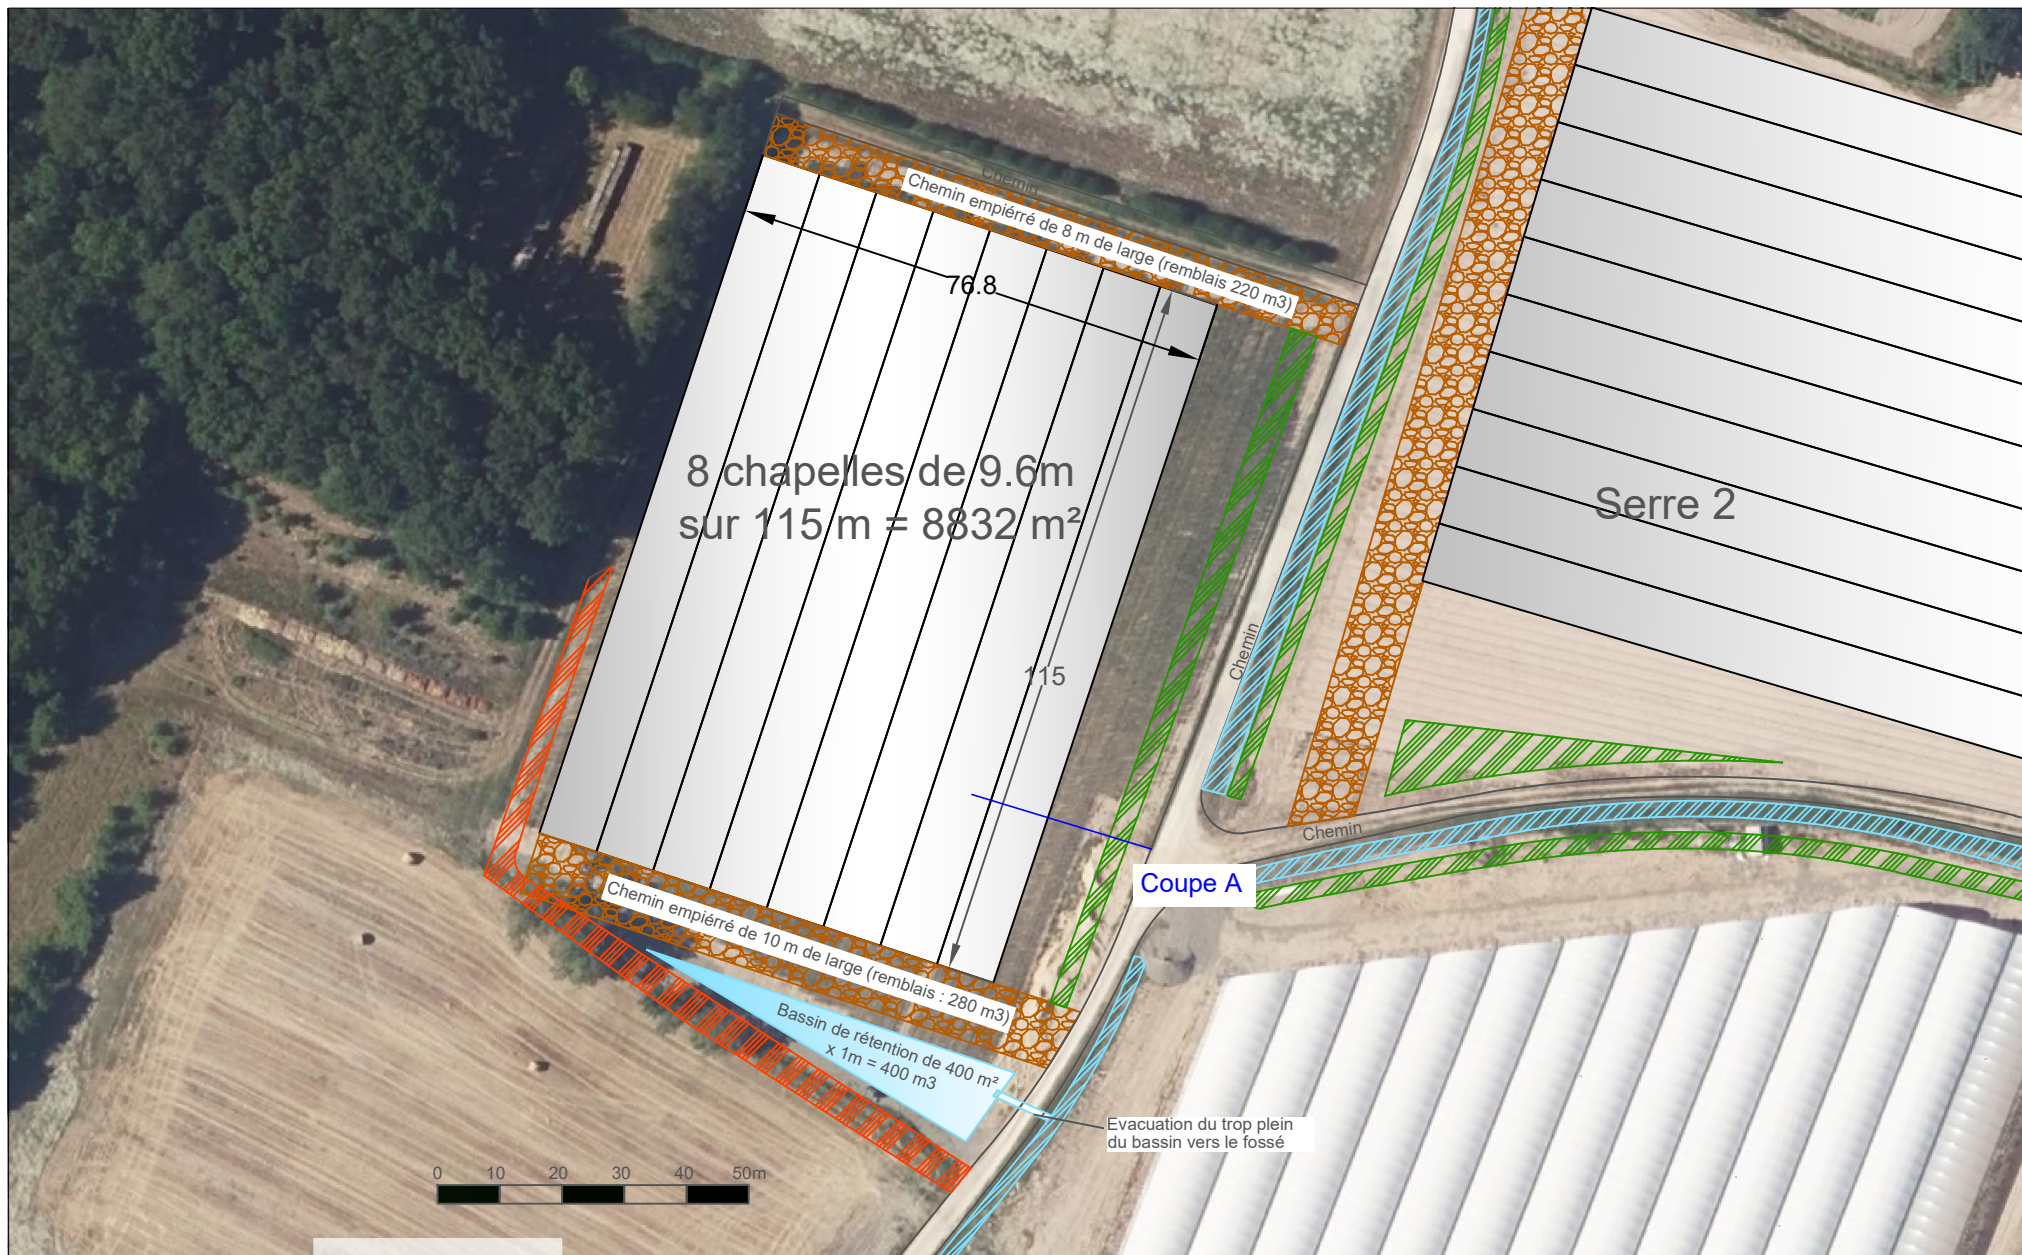 Chemin
Chemin empiérré de 8 m de large (remblais 220 m3)
76.8
8 chapelles de 9.6m
sur 115 m = 8832 m²
Serre 2
115
Chemin
Chemin
Coupe A
Chemin empiérré de 10 m de large (remblais : 280 m3)
Bassin de rétention de 400 m²
x 1m = 400 m3
Evacuation du trop plein
du bassin vers le fossé
0 10 20 30 40 50m